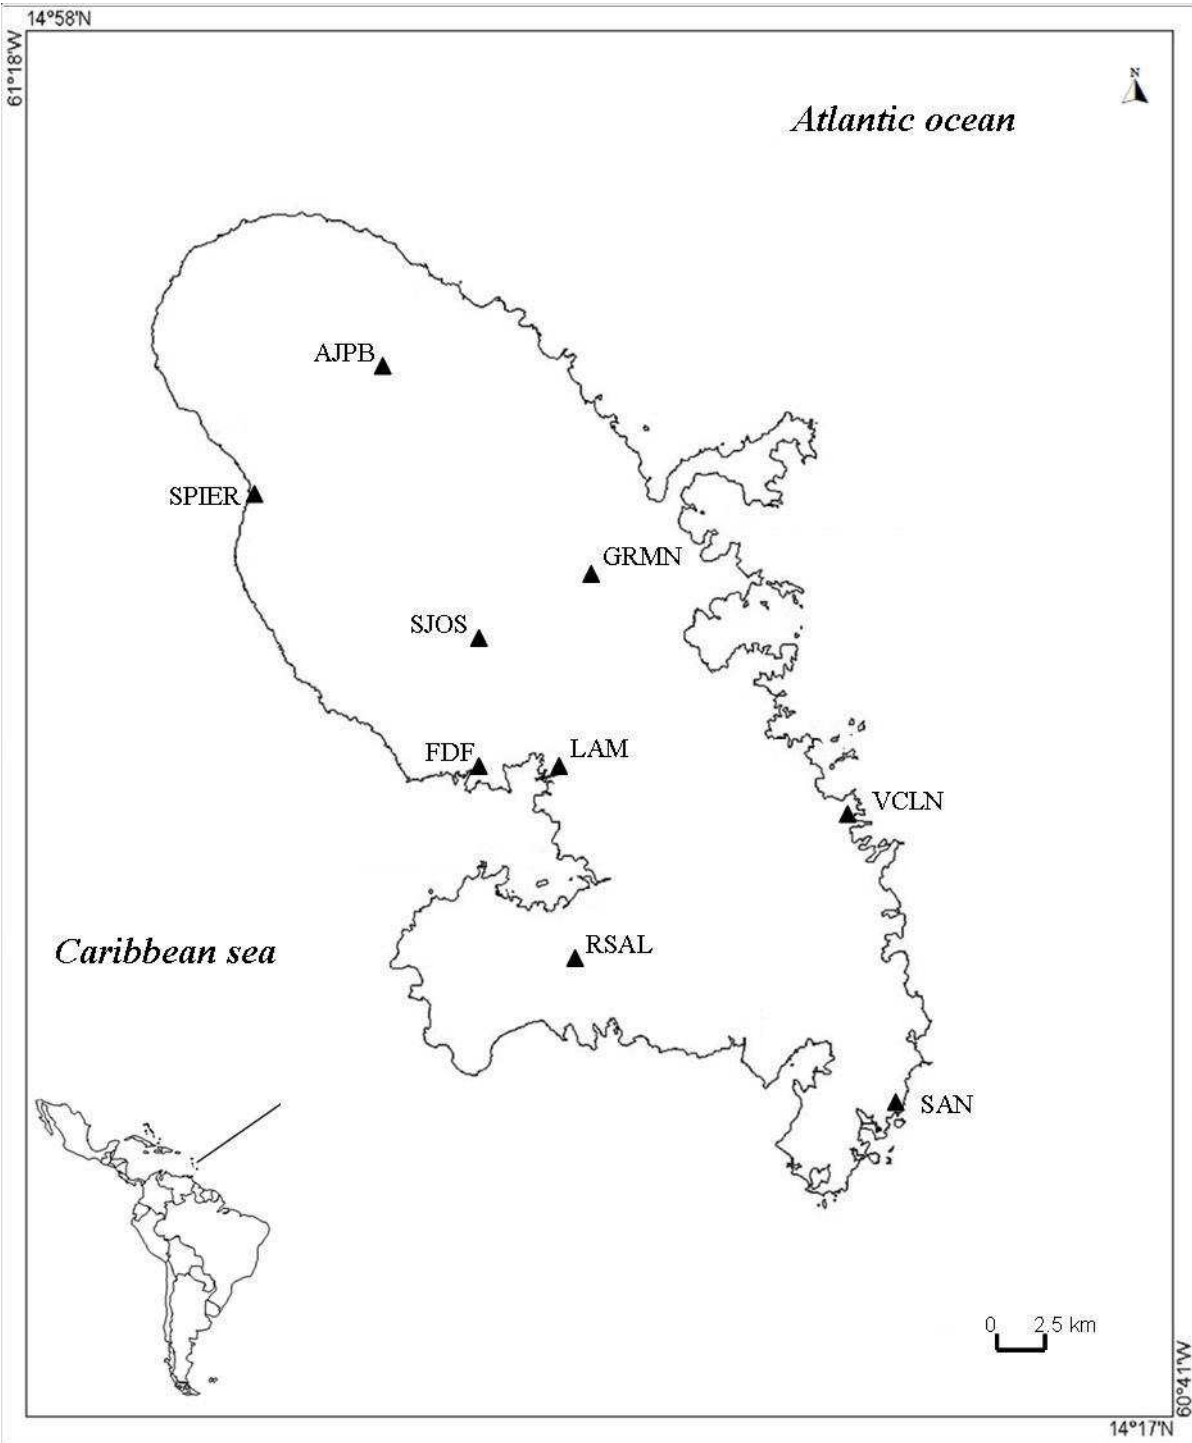 14°58'N
61°18'W
N
Atlantic ocean
AJPB
SPIER
GRMN
SJOS
FDF
LAM
VCLN
RSAL
Caribbean sea
SAN
0 2.5 km
60°41'W
14°17'N